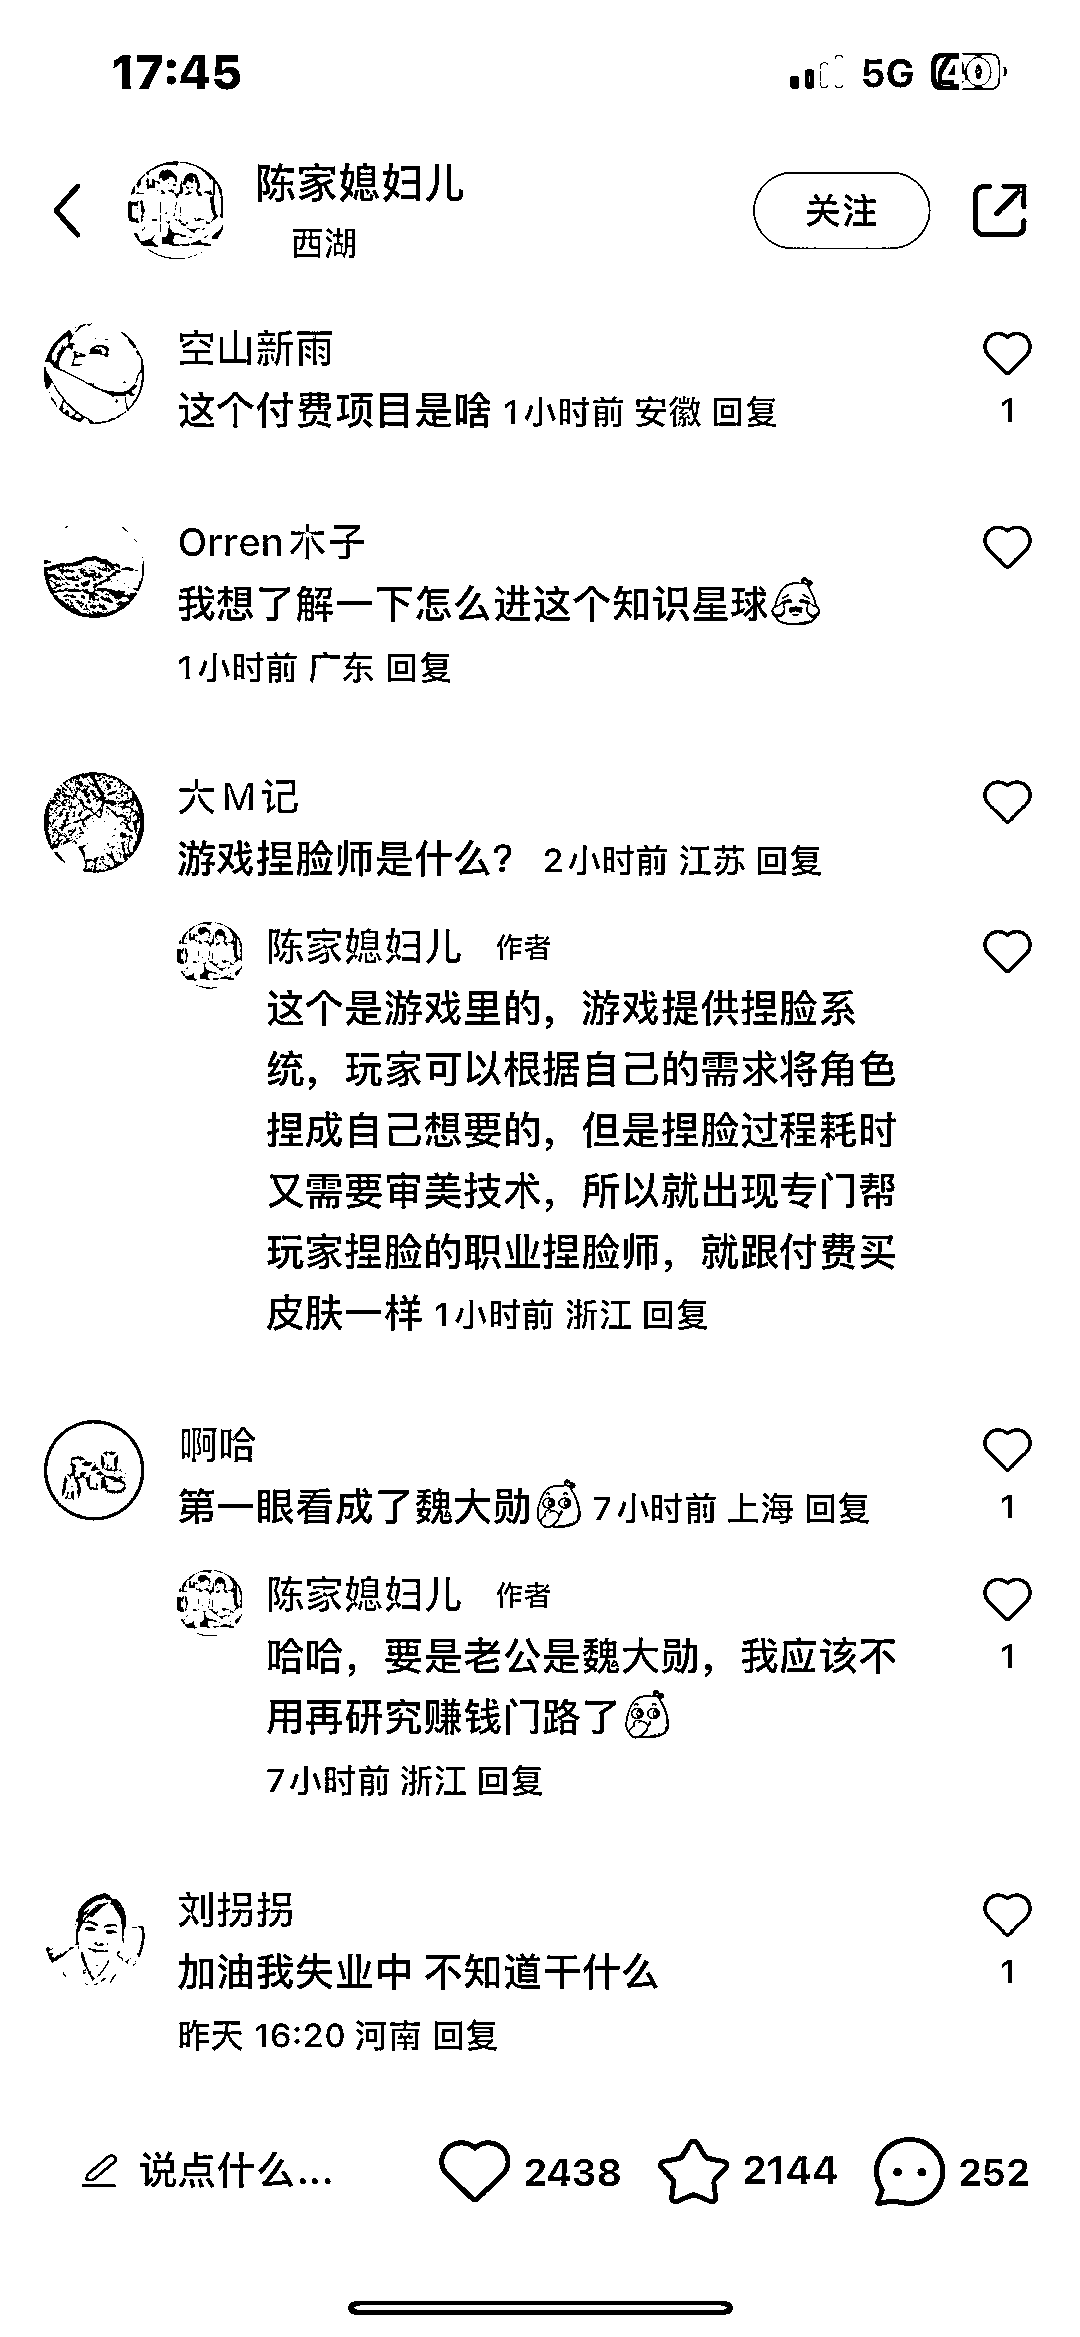 17:45 5G 40
陈家媳妇儿
西湖
关注
空山新雨
这个付费项目是啥 1小时前 安徽 回复
1
Orren木子
我想了解一下怎么进这个知识星球
1小时前 广东 回复
大M记
游戏捏脸师是什么？ 2小时前 江苏 回复
陈家媳妇儿 作者
这个是游戏里的，游戏提供捏脸系
统，玩家可以根据自己的需求将角色
捏成自己想要的，但是捏脸过程耗时
又需要审美技术，所以就出现专门帮
玩家捏脸的职业捏脸师，就跟付费买
皮肤一样 1小时前 浙江 回复
啊哈
第一眼看成了魏大勋 7小时前 上海 回复
1
陈家媳妇儿 作者
哈哈，要是老公是魏大勋，我应该不
1
用再研究赚钱门路了
7小时前 浙江 回复
刘拐拐
加油我失业中 不知道干什么
1
昨天 16:20 河南 回复
说点什么... 2438 2144 252